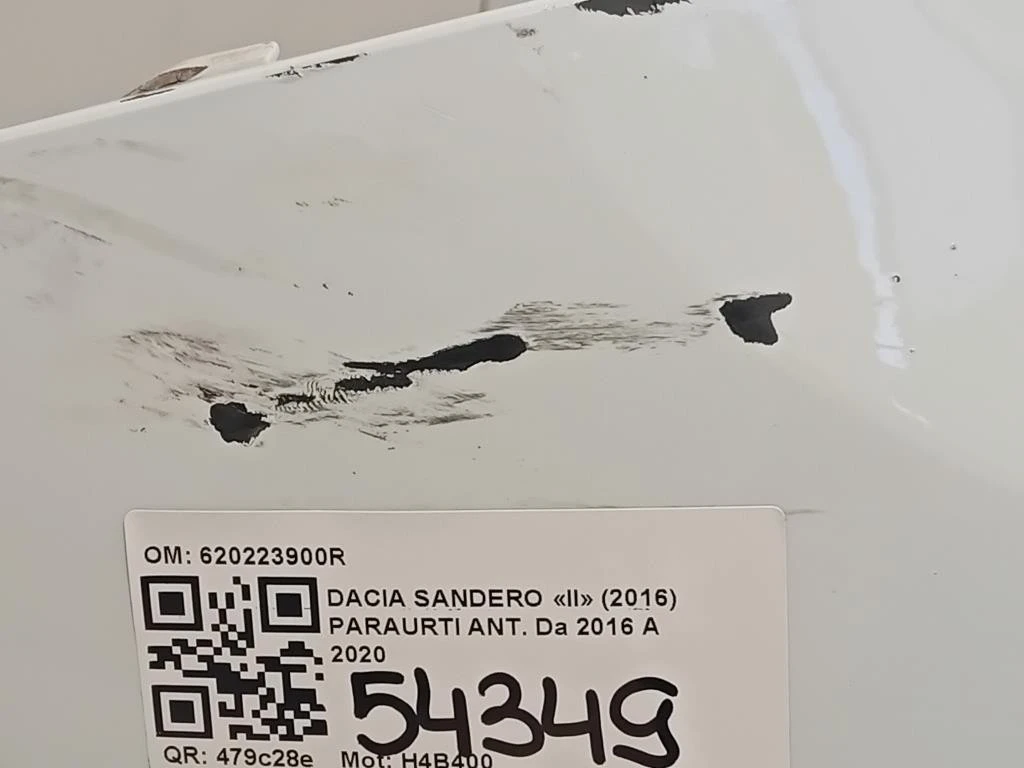 OM: 620223900R
DACIA SANDERO «II» (2016)
PARAURTI ANT. Da 2016 A
2020
54349
QR: 479c28e Mot: H4B400